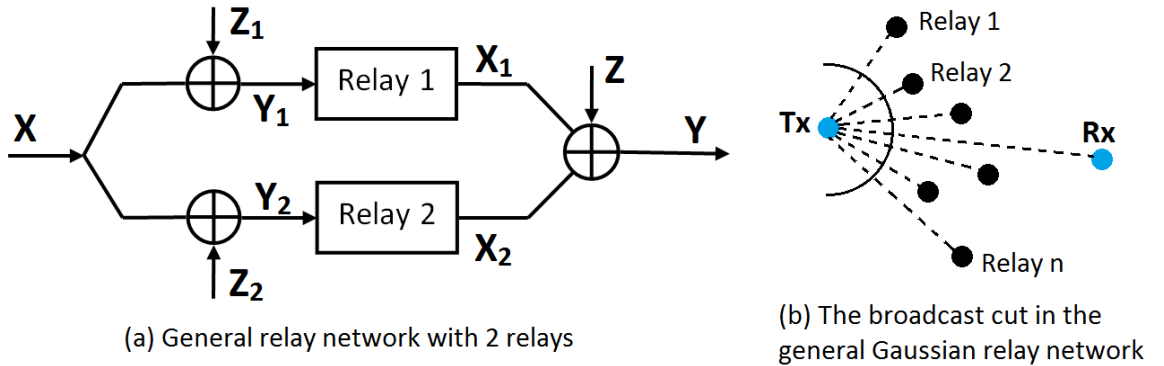 Z₁
X
Y₁
Relay 1
X₁
Z
Y
Y₂
Relay 2
X₂
Z₂
(a) General relay network with 2 relays
Relay 1
Relay 2
Tx
Rx
Relay n
(b) The broadcast cut in the
general Gaussian relay network